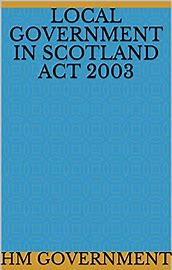 LOCAL
GOVERNMENT
IN SCOTLAND
ACT 2003
HM GOVERNMENT